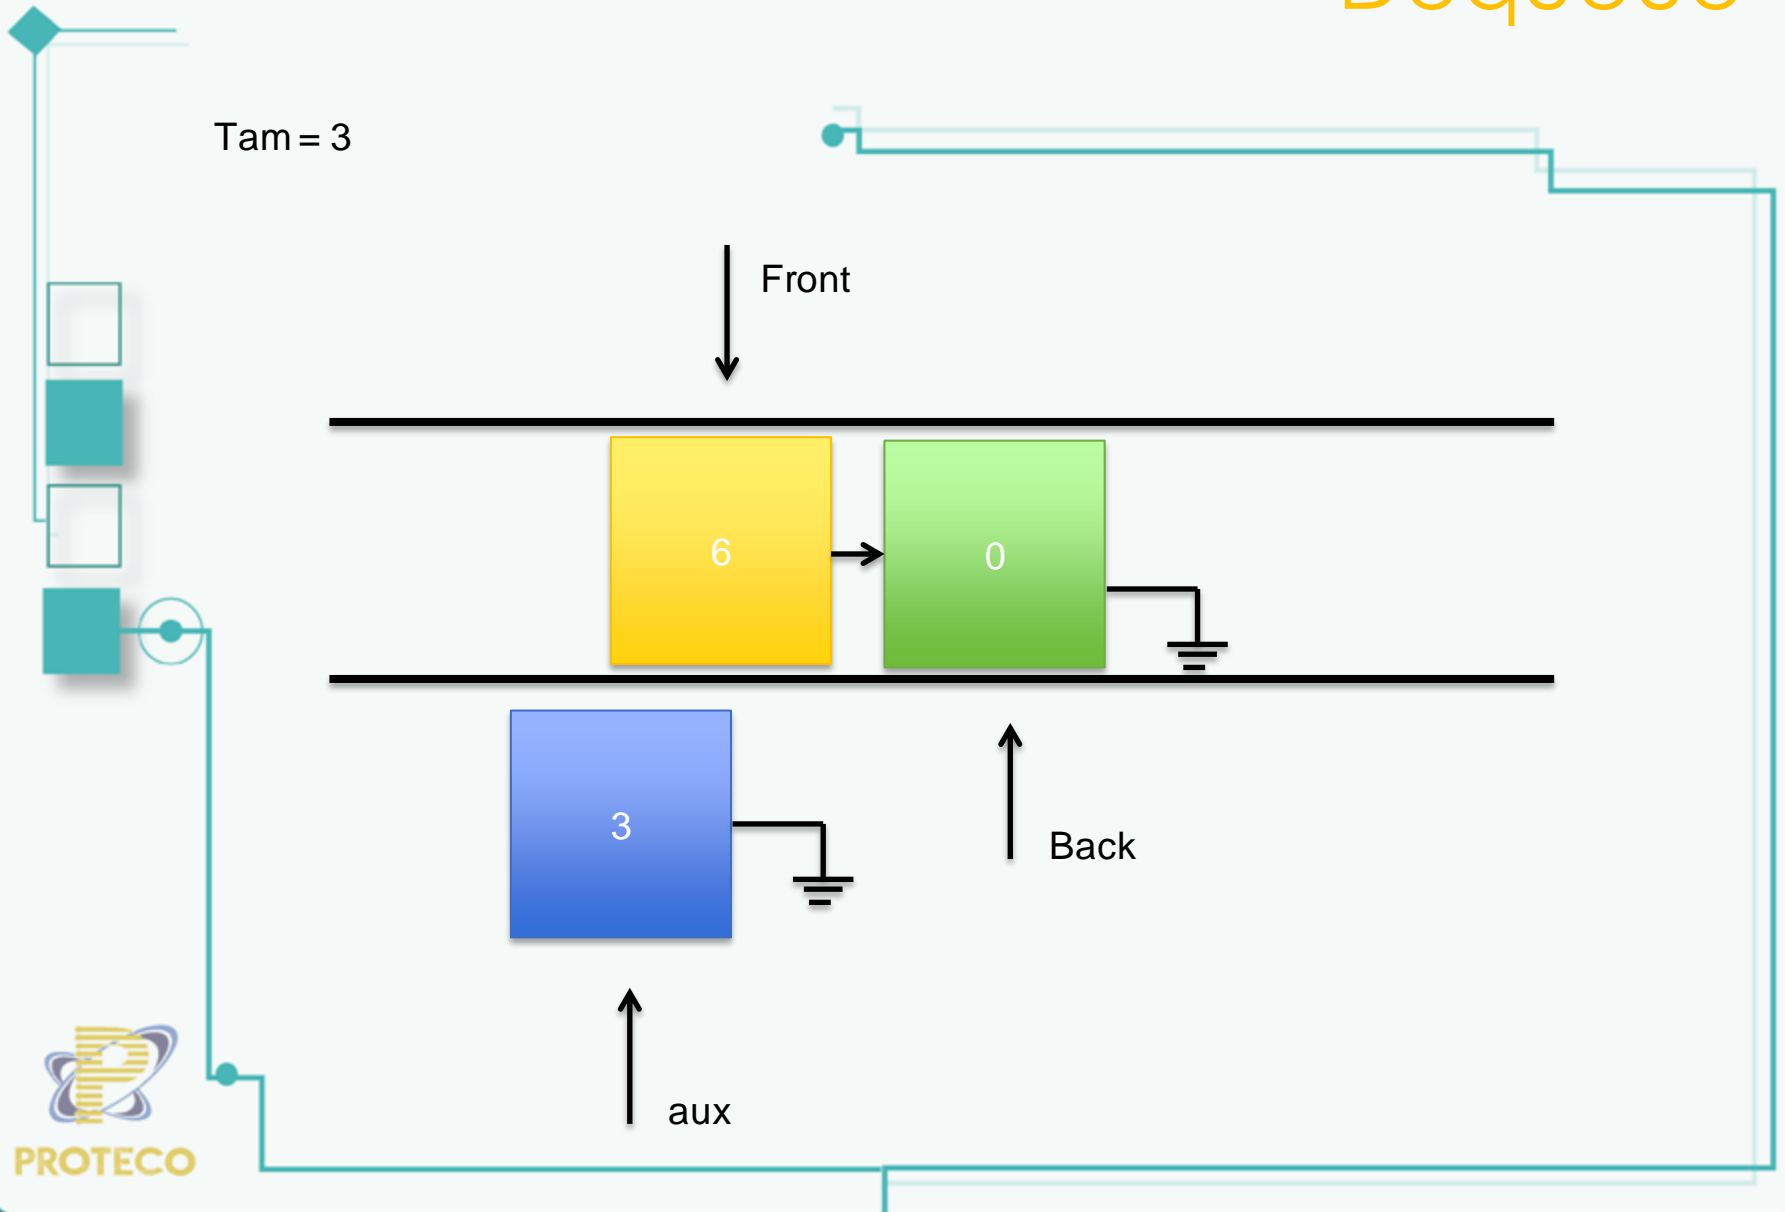 Tam = 3
Front
6
0
3
Back
aux
PROTECO